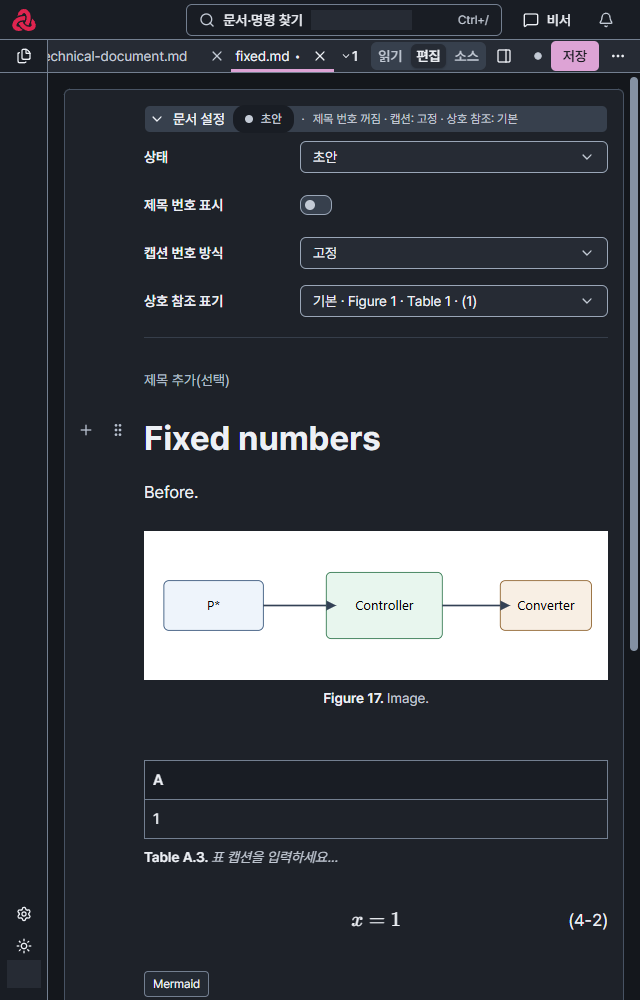 문서·명령 찾기 Ctrl+/ 비서
echnical-document.md fixed.md • 1 읽기 편집 소스 저장
문서 설정 초안 · 제목 번호 꺼짐 · 캡션: 고정 · 상호 참조: 기본
상태 초안
제목 번호 표시
캡션 번호 방식 고정
상호 참조 표기 기본 · Figure 1 · Table 1 · (1)
제목 추가(선택)
Fixed numbers
Before.
P* Controller Converter
Figure 17. Image.
A
1
Table A.3. 표 캡션을 입력하세요...
x = 1 (4-2)
Mermaid